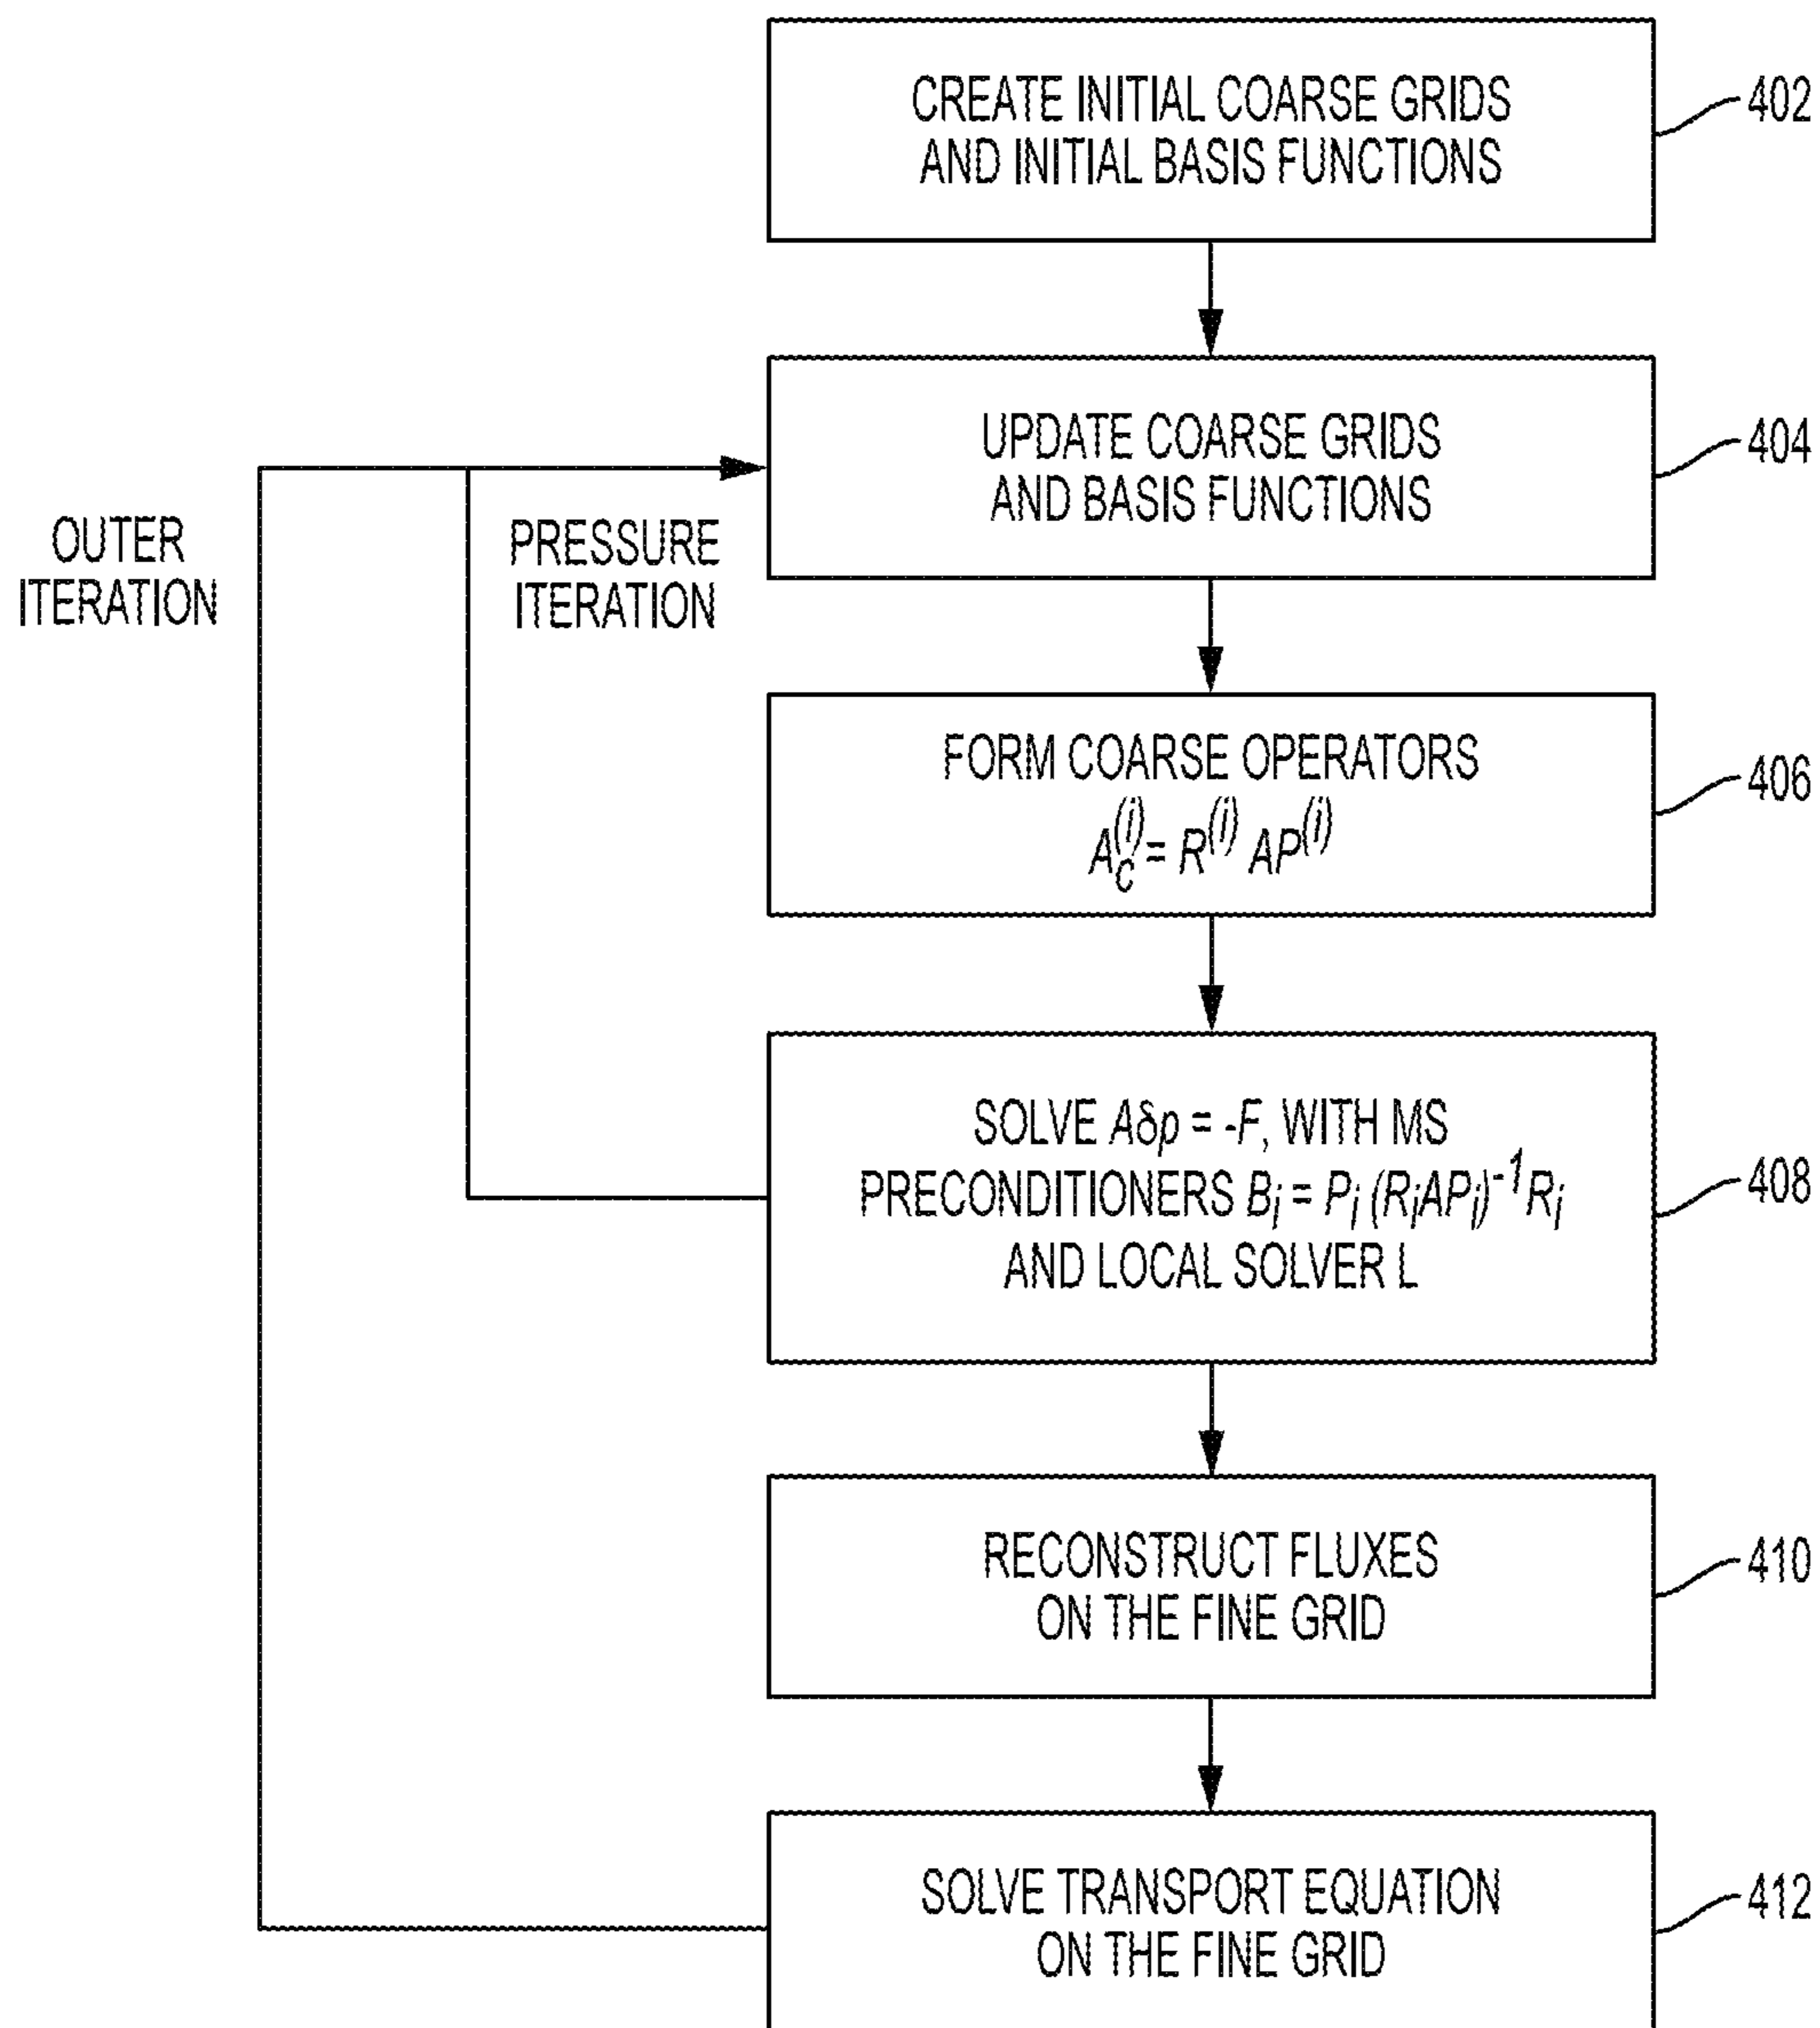 CREATE INITIAL COARSE GRIDS
AND INITIAL BASIS FUNCTIONS
402
UPDATE COARSE GRIDS
AND BASIS FUNCTIONS
404
OUTER
ITERATION
PRESSURE
ITERATION
FORM COARSE OPERATORS
A_c^(i) = R^(i) AP^(i)
406
SOLVE Aδp = -F, WITH MS
PRECONDITIONERS B_i = P_i (R_iAP_i)^-1 R_i
AND LOCAL SOLVER L
408
RECONSTRUCT FLUXES
ON THE FINE GRID
410
SOLVE TRANSPORT EQUATION
ON THE FINE GRID
412